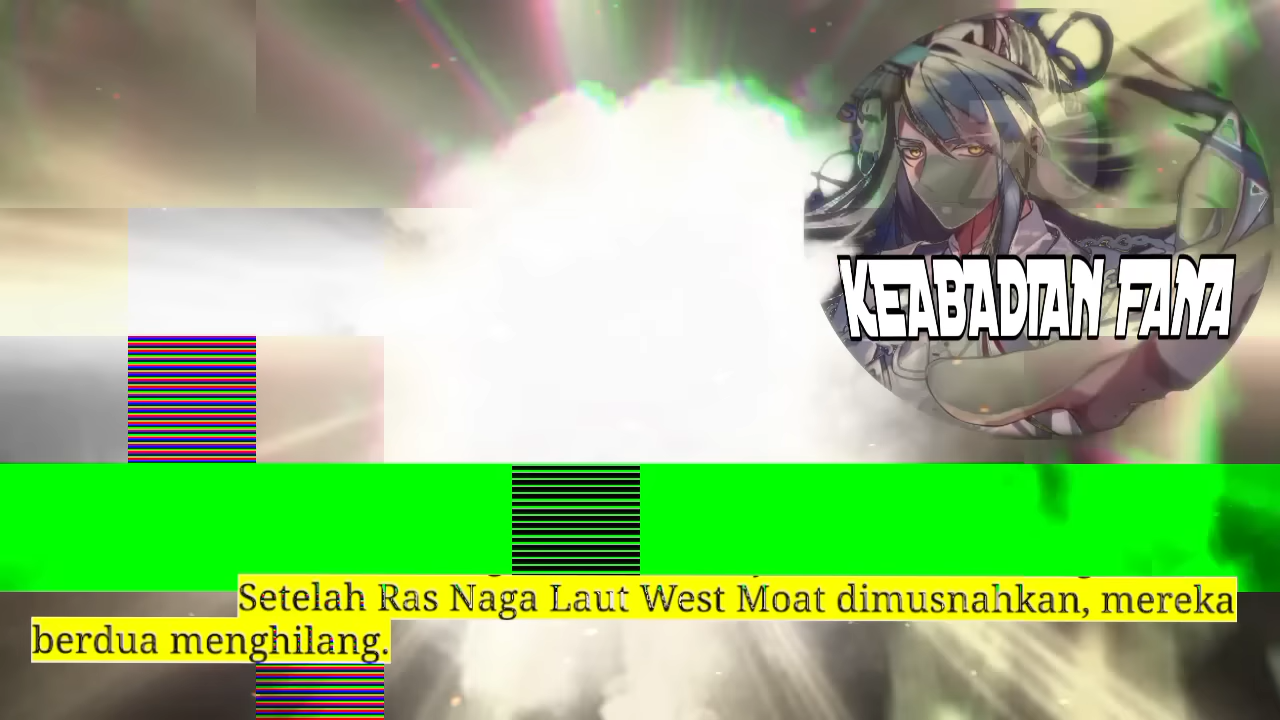 KEABADIAN FANA
Setelah Ras Naga Laut West Moat dimusnahkan, mereka
berdua menghilang.